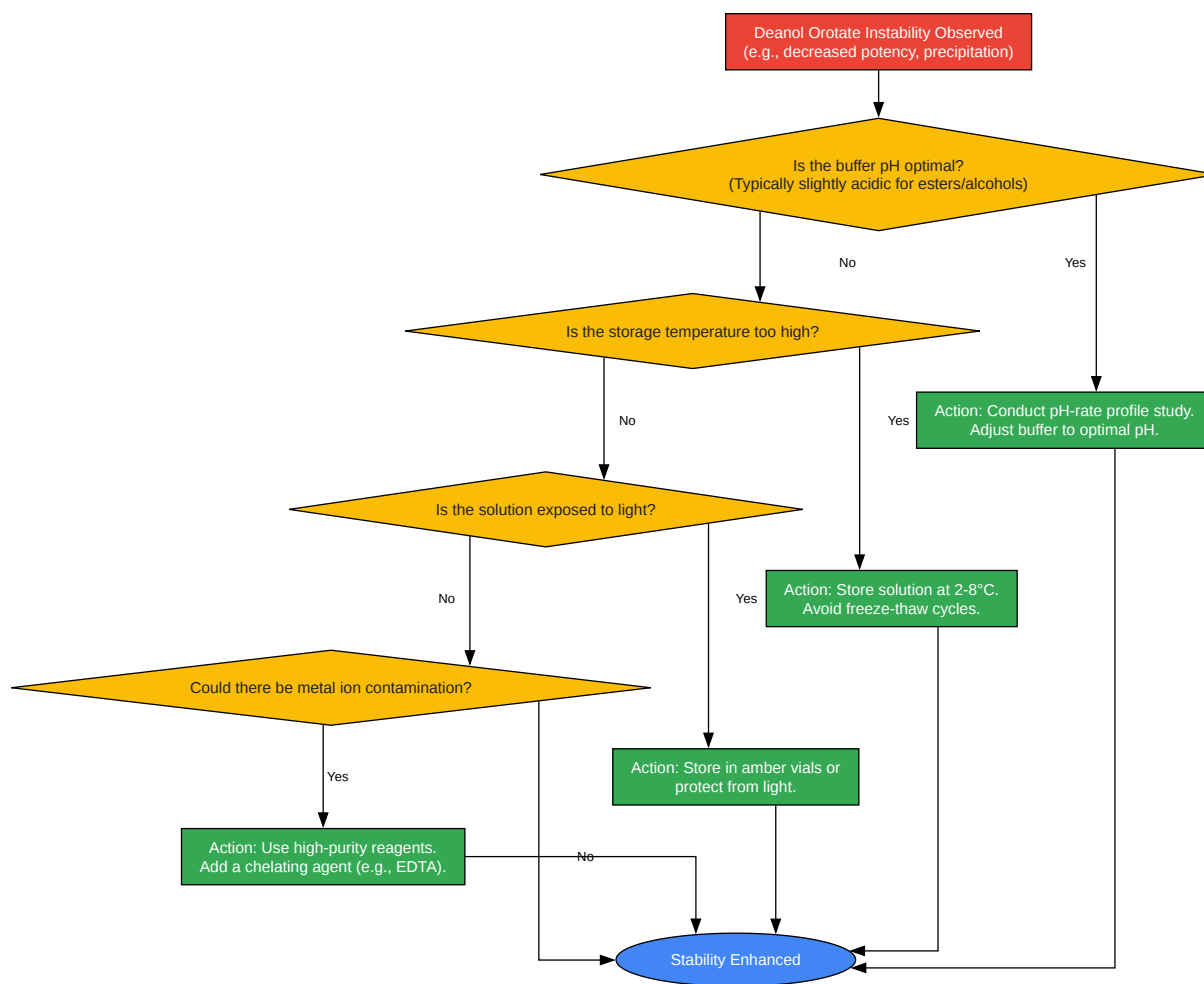 Deanol Orotate Instability Observed
(e.g., decreased potency, precipitation)
Is the buffer pH optimal?
(Typically slightly acidic for esters/alcohols)
No
Yes
Is the storage temperature too high?
Action: Conduct pH-rate profile study.
Adjust buffer to optimal pH.
No
Yes
Is the solution exposed to light?
Action: Store solution at 2-8°C.
Avoid freeze-thaw cycles.
No
Yes
Could there be metal ion contamination?
Action: Store in amber vials or
protect from light.
Yes
Action: Use high-purity reagents.
Add a chelating agent (e.g., EDTA).
No
Stability Enhanced